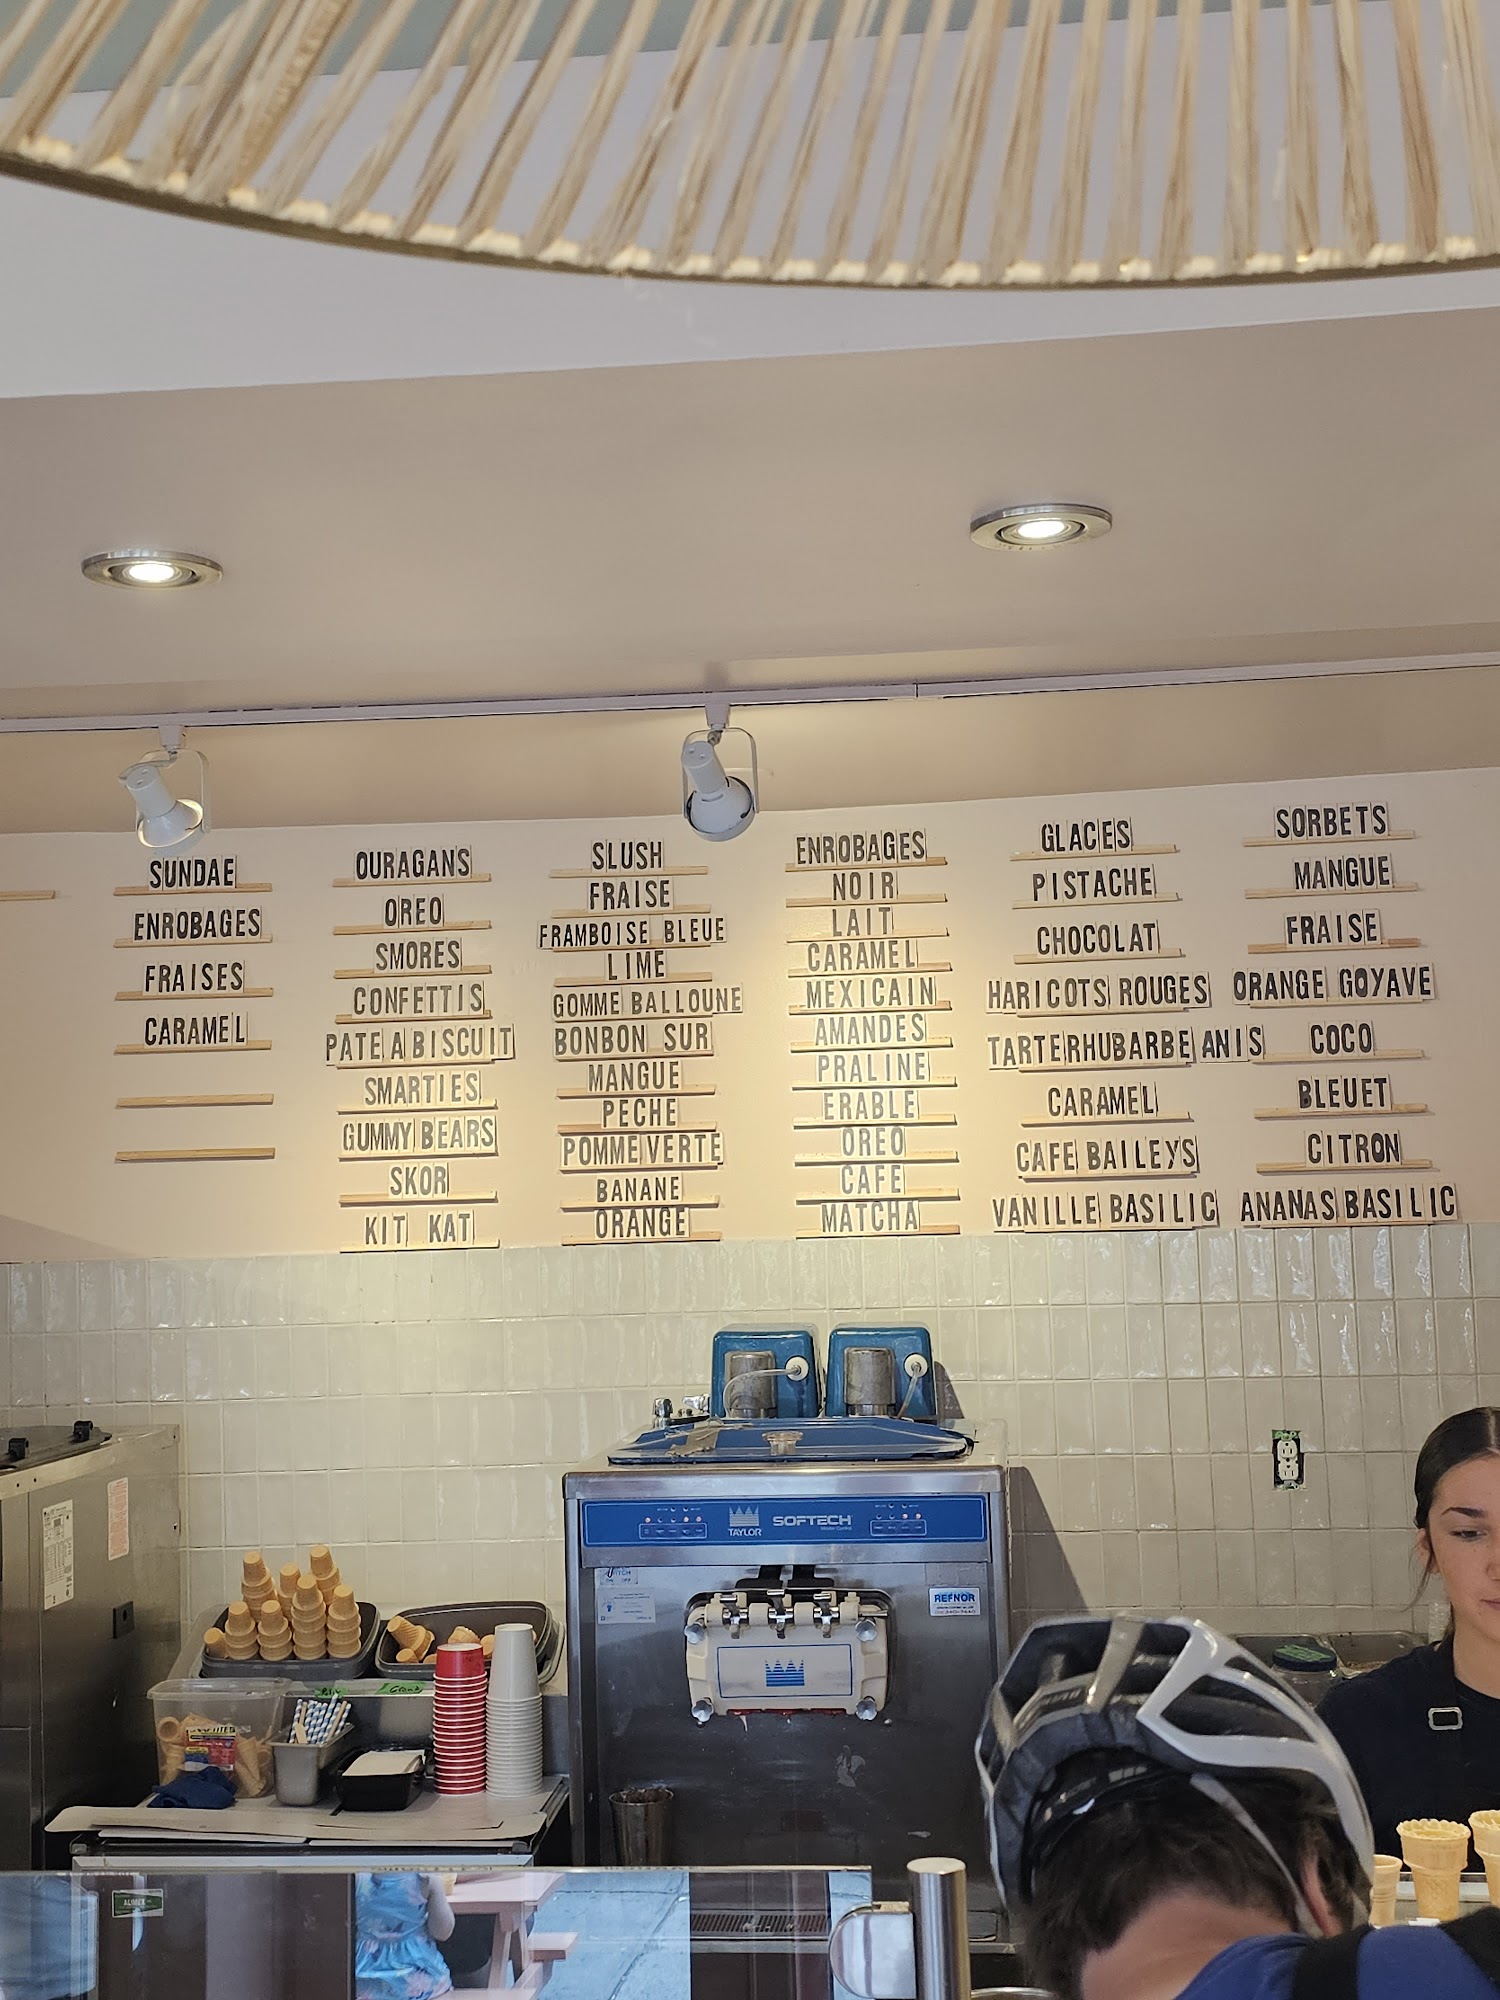 SUNDAE
ENROBAGES
FRAISES
CARAMEL
OURAGANS
OREO
SMORES
CONFETTIS
PATE A BISCUIT
SMARTIES
GUMMY BEARS
SKOR
KIT KAT
SLUSH
FRAISE
FRAMBOISE BLEUE
LIME
GOMME BALLOUNE
BONBON SUR
MANGUE
PECHE
POMME VERTE
BANANE
ORANGE
ENROBAGES
NOIR
LAIT
CARAMEL
MEXICAIN
AMANDES
PRALINE
ERABLE
OREO
CAFE
MATCHA
GLACES
PISTACHE
CHOCOLAT
HARICOTS ROUGES
TARTE RHUBARBE ANIS
CARAMEL
CAFE BAILEYS
VANILLE BASILIC
SORBETS
MANGUE
FRAISE
ORANGE GOYAVE
COCO
BLEUET
CITRON
ANANAS BASILIC
TAYLOR SOFTECH
REFNOR